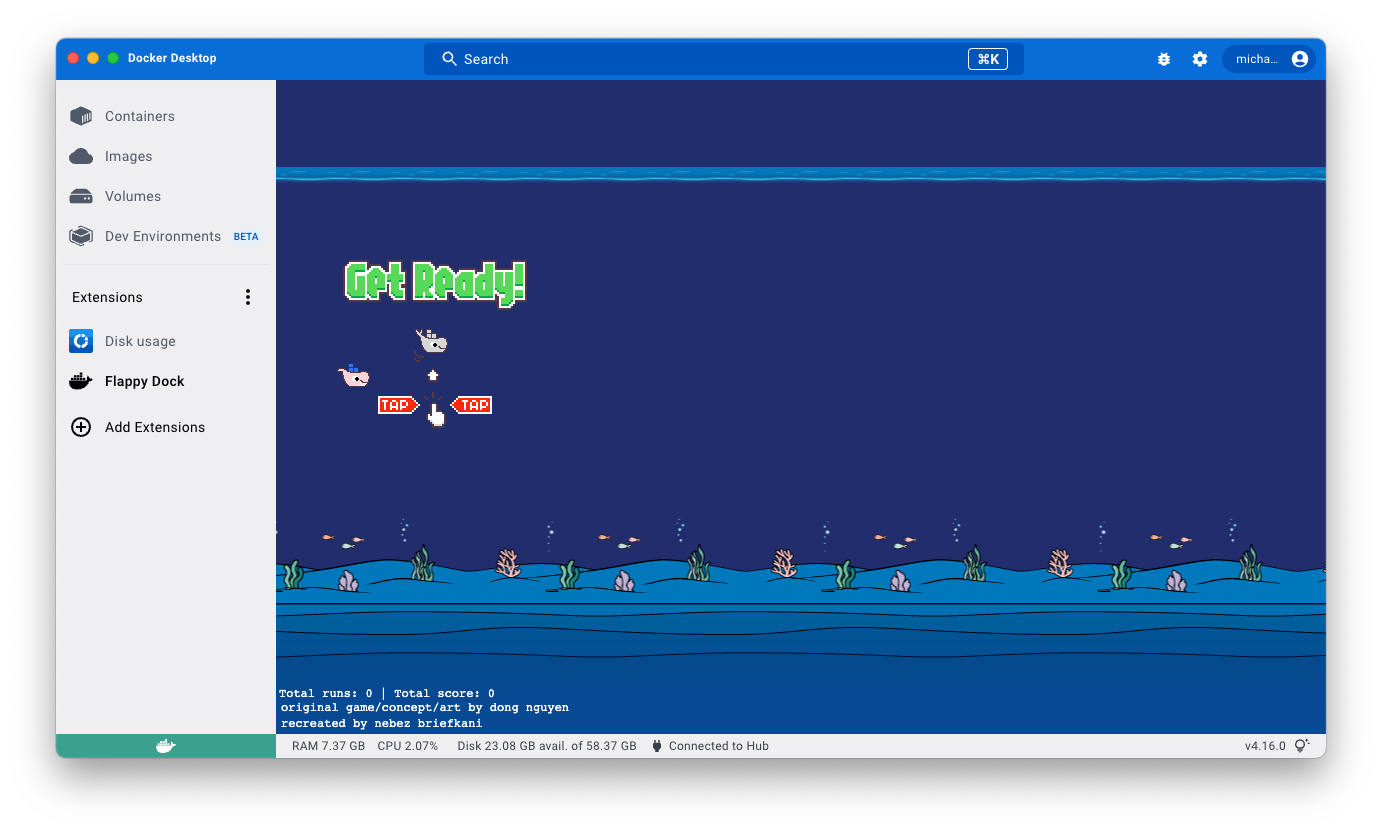 Docker Desktop
Search
⌘K
micha...
Containers
Images
Volumes
Dev Environments BETA
Extensions
Disk usage
Flappy Dock
Add Extensions
Get Ready!
TAP TAP
Total runs: 0 | Total score: 0
original game/concept/art by dong nguyen
recreated by nebez briefkani
RAM 7.37 GB CPU 2.07% Disk 23.08 GB avail. of 58.37 GB Connected to Hub v4.16.0